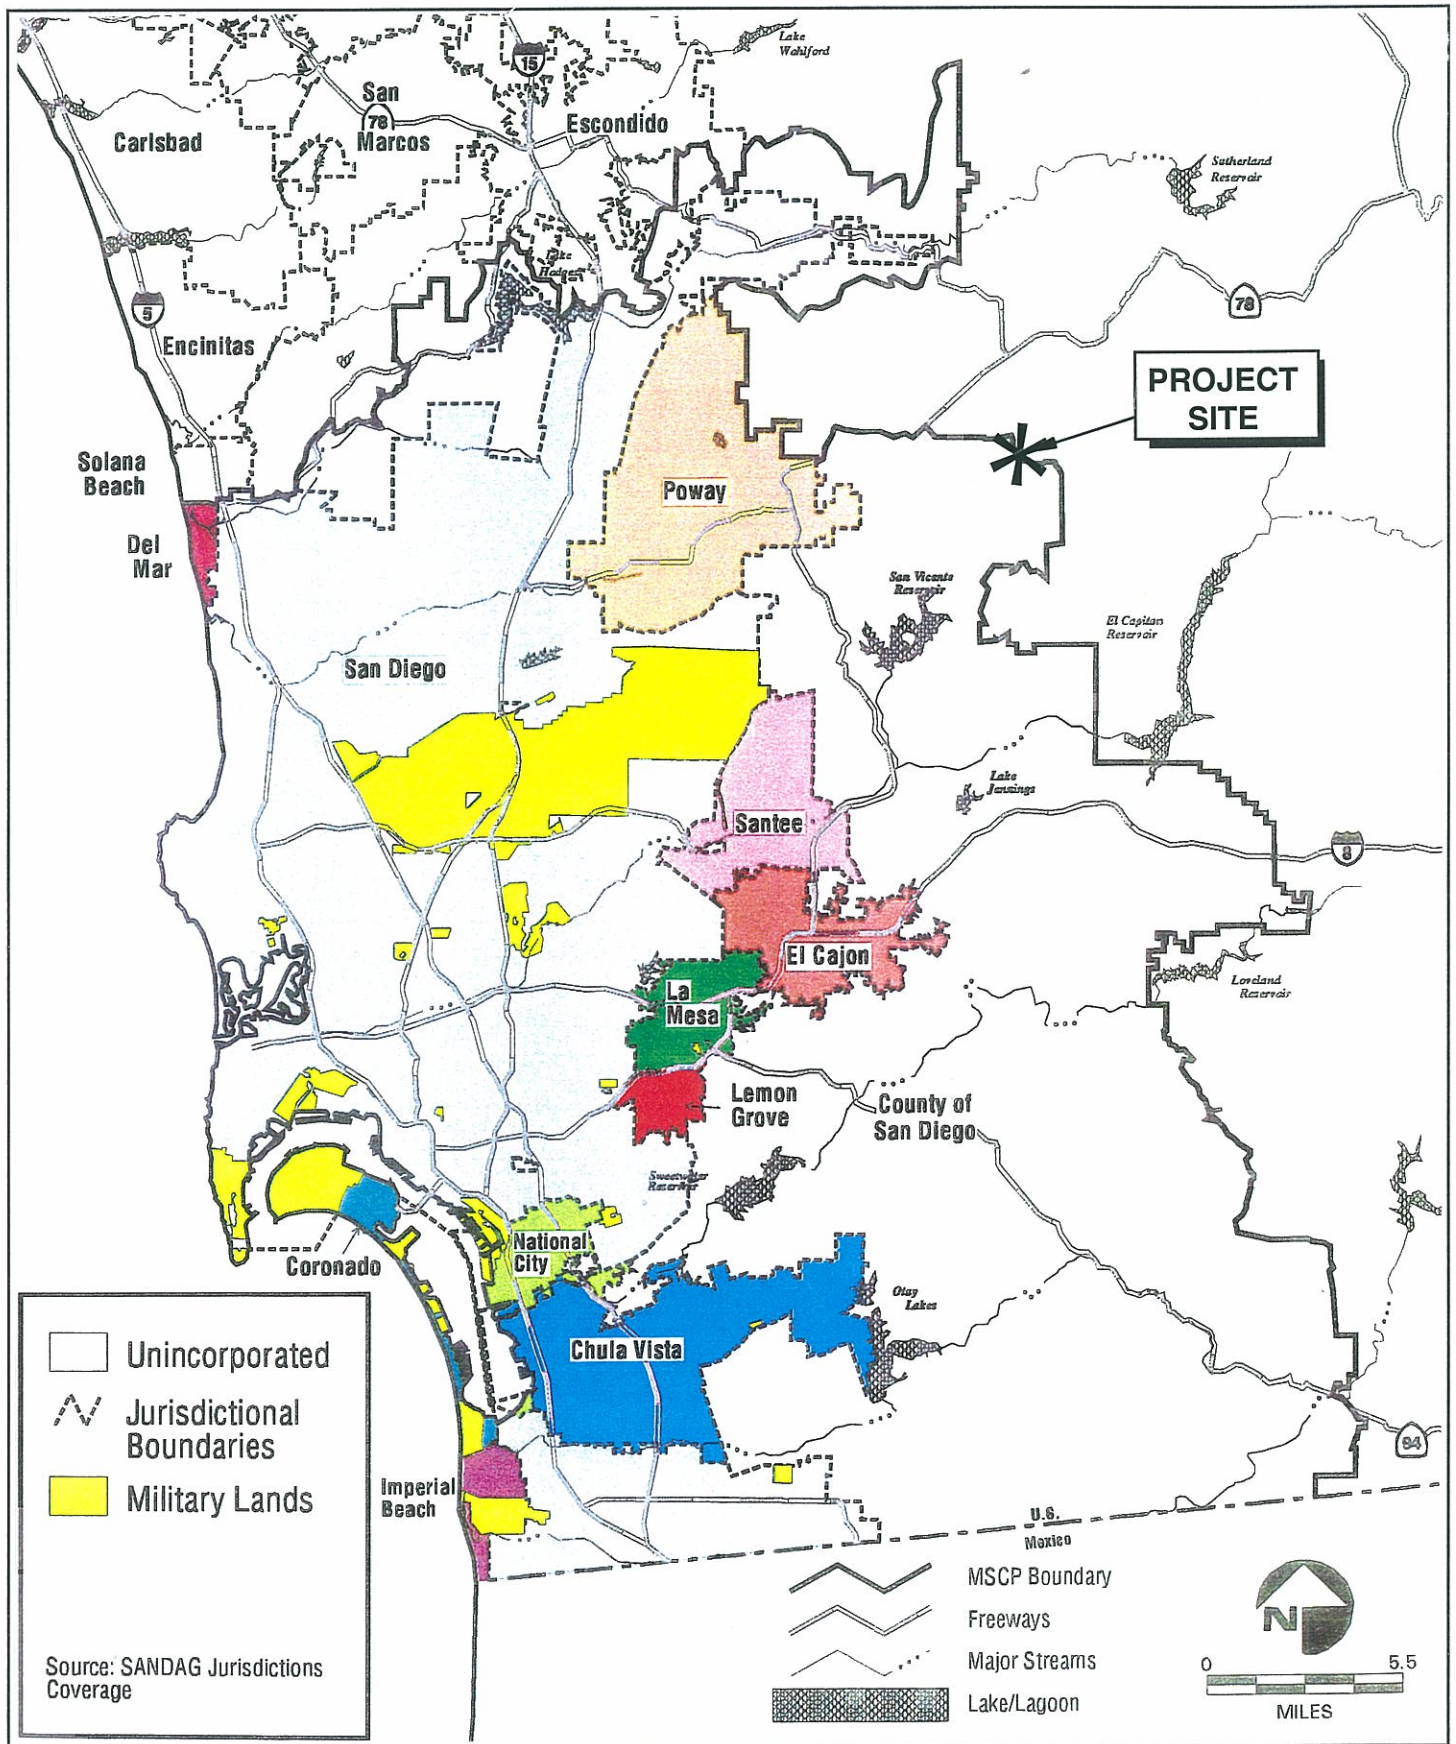 Lake
Wohlford
15
San
78
Marcos
Escondido
Carlsbad
Sutherland
Reservoir
Lake
Hodges
5
78
Encinitas
PROJECT
SITE
Solana
Beach
Poway
Del
Mar
San Vicente
Reservoir
El Capitan
Reservoir
San Diego
Lake
Jennings
Santee
8
El Cajon
La
Mesa
Loveland
Reservoir
Lemon
Grove
County of
San Diego
Sweetwater
Reservoir
National
City
Coronado
Otay
Lakes
Chula Vista
Unincorporated
Jurisdictional
Boundaries
Military Lands
94
Imperial
Beach
U.S.
Mexico
MSCP Boundary
Freeways
Major Streams
Lake/Lagoon
N
0 5.5
MILES
Source: SANDAG Jurisdictions
Coverage